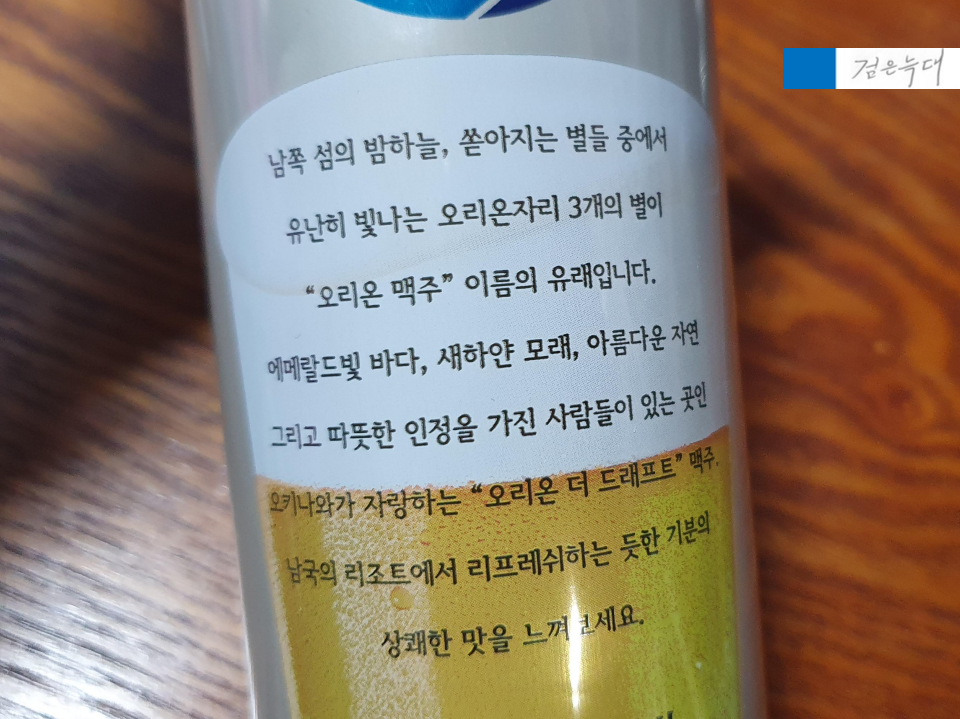 검은늑대
남쪽 섬의 밤하늘, 쏟아지는 별들 중에서
유난히 빛나는 오리온자리 3개의 별이
“오리온 맥주” 이름의 유래입니다.
에메랄드빛 바다, 새하얀 모래, 아름다운 자연
그리고 따뜻한 인정을 가진 사람들이 있는 곳인
오키나와가 자랑하는 “오리온 더 드래프트” 맥주.
남국의 리조트에서 리프레쉬하는 듯한 기분의
상쾌한 맛을 느껴보세요.